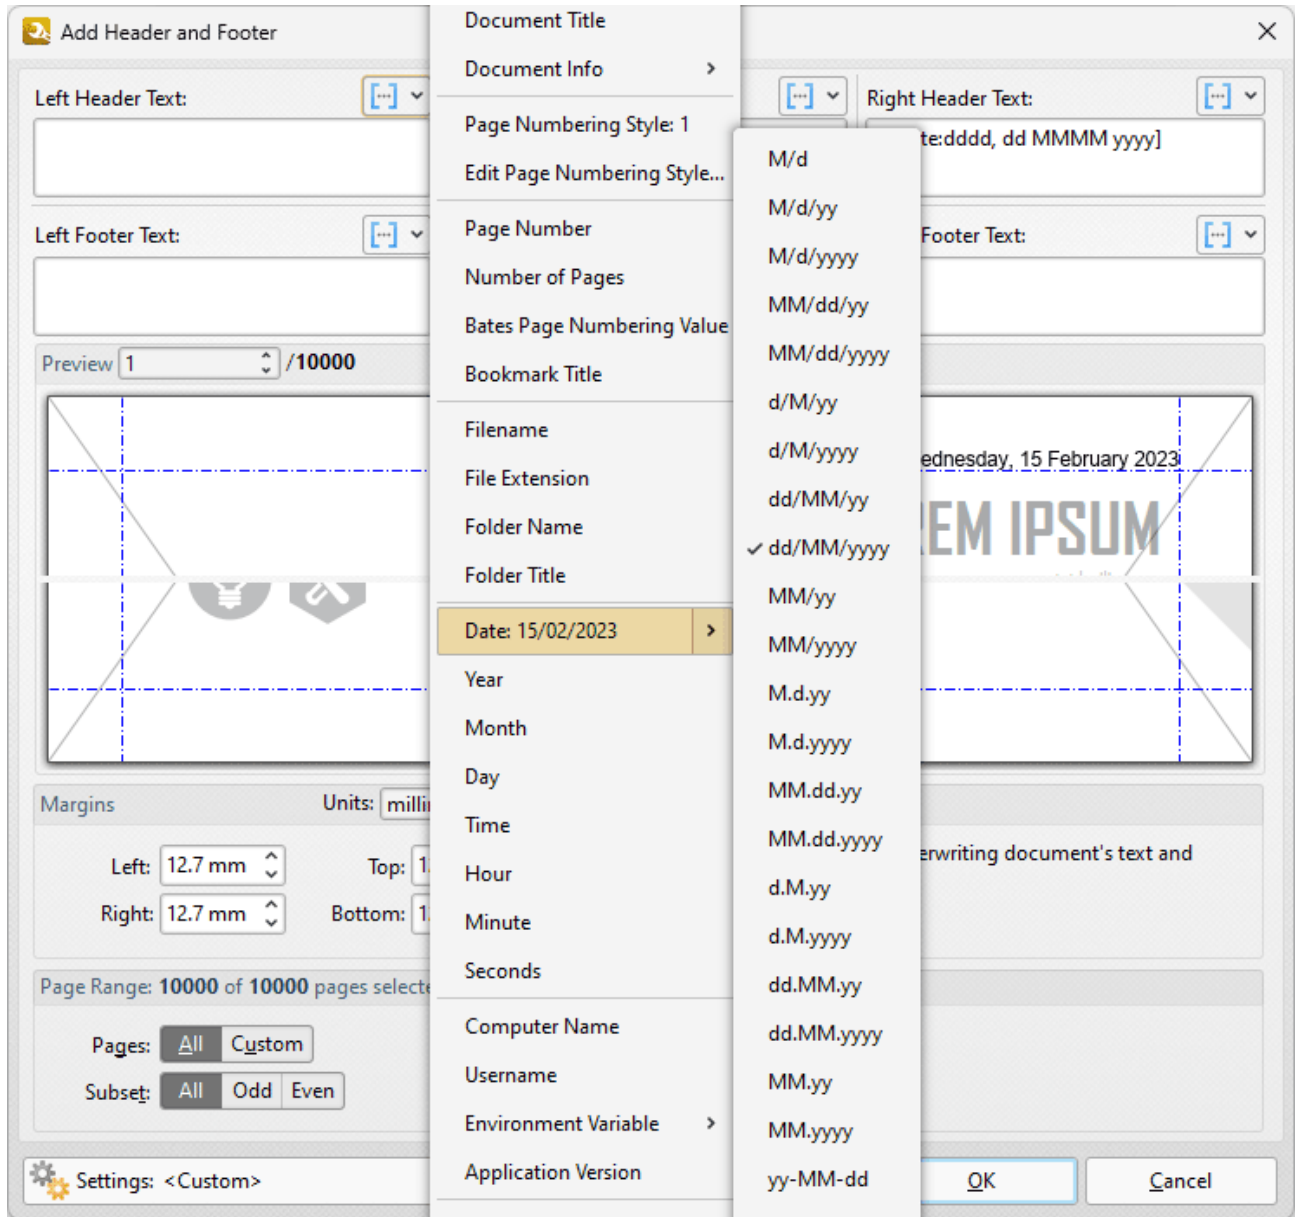 Add Header and Footer
Left Header Text:
Right Header Text:
te:dddd, dd MMMM yyyy]
Left Footer Text:
Footer Text:
Preview 1 /10000
ednesday, 15 February 2023
EM IPSUM
Margins
Units: milli
Left: 12.7 mm
Top: 1
Right: 12.7 mm
Bottom: 1
erwriting document's text and
Page Range: 10000 of 10000 pages selecte
Pages: All Custom
Subset: All Odd Even
Settings: <Custom>
OK
Cancel
Document Title
Document Info
Page Numbering Style: 1
Edit Page Numbering Style...
Page Number
Number of Pages
Bates Page Numbering Value
Bookmark Title
Filename
File Extension
Folder Name
Folder Title
Date: 15/02/2023
Year
Month
Day
Time
Hour
Minute
Seconds
Computer Name
Username
Environment Variable
Application Version
M/d
M/d/yy
M/d/yyyy
MM/dd/yy
MM/dd/yyyy
d/M/yy
d/M/yyyy
dd/MM/yy
dd/MM/yyyy
MM/yy
MM/yyyy
M.d.yy
M.d.yyyy
MM.dd.yy
MM.dd.yyyy
d.M.yy
d.M.yyyy
dd.MM.yy
dd.MM.yyyy
MM.yy
MM.yyyy
yy-MM-dd